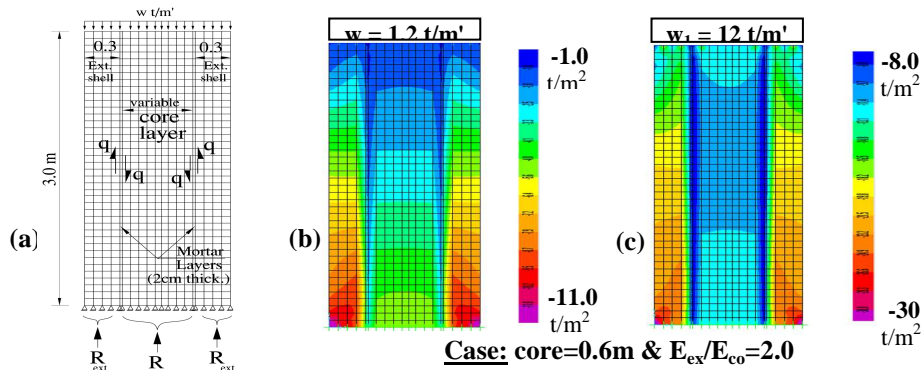 w t/m'
0.3 0.3
Ext. shell Ext. shell
variable
core
layer
q q
q q
3.0 m
(a)
Mortar
Layers
(2cm thick.)
R ext R R ext
w = 1.2 t/m'
-1.0
t/m²
(b)
-11.0
t/m²
w₁ = 12 t/m'
-8.0
t/m²
(c)
-30
t/m²
Case: core=0.6m & E_ex/E_co=2.0